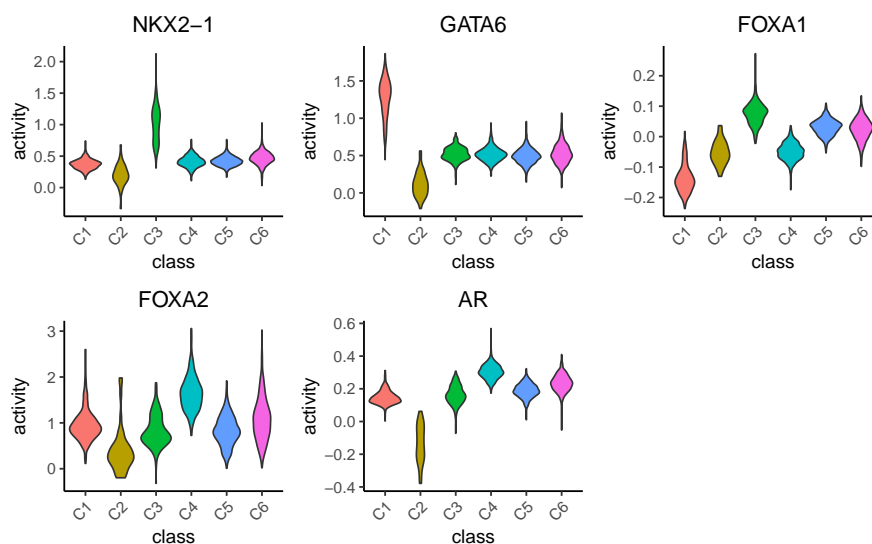 NKX2−1
activity
2.0
1.5
1.0
0.5
0.0
C1 C2 C3 C4 C5 C6
class
GATA6
activity
1.5
1.0
0.5
0.0
C1 C2 C3 C4 C5 C6
class
FOXA1
activity
0.2
0.1
0.0
−0.1
−0.2
C1 C2 C3 C4 C5 C6
class
FOXA2
activity
3
2
1
0
C1 C2 C3 C4 C5 C6
class
AR
activity
0.6
0.4
0.2
0.0
−0.2
−0.4
C1 C2 C3 C4 C5 C6
class